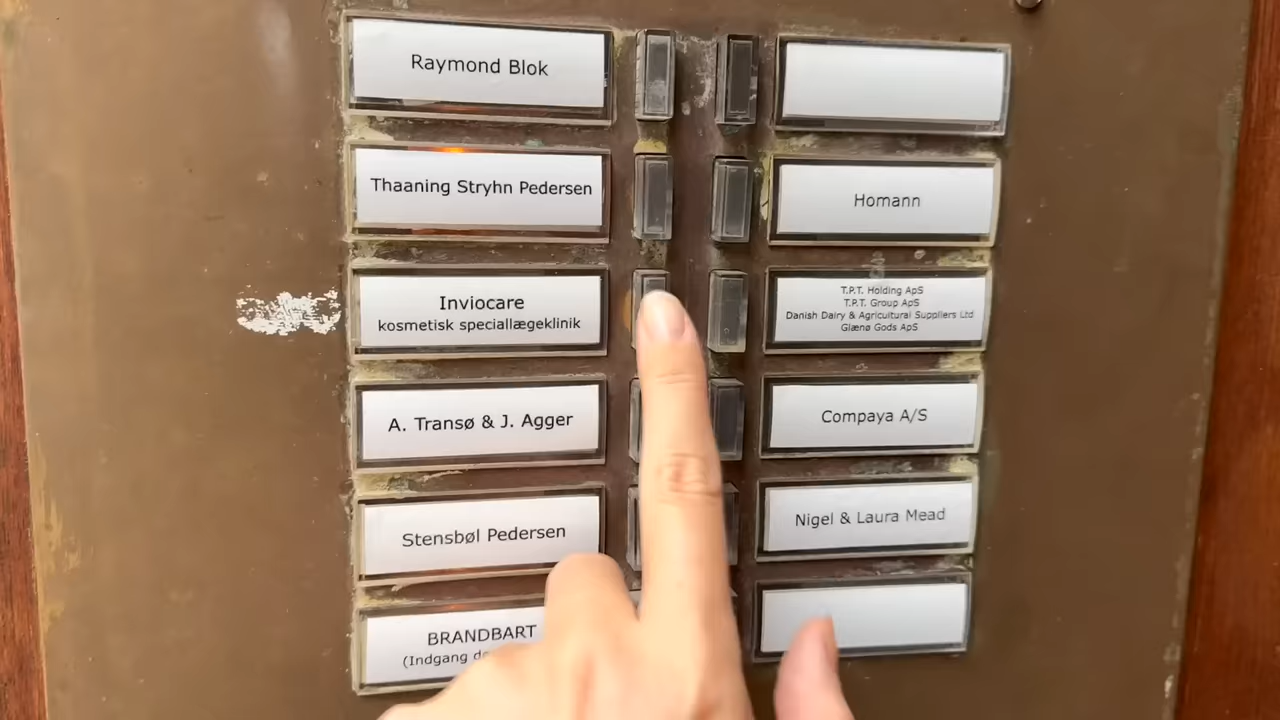 Raymond Blok
Thaaning Stryhn Pedersen
Inviocare
kosmetisk speciallægeklinik
A. Transø & J. Agger
Stensbøl Pedersen
BRANDBART
(Indgang
Homann
T.P.T. Holding ApS
T.P.T. Group ApS
Danish Dairy & Agricultural Suppliers Ltd
Glænø Gods ApS
Compaya A/S
Nigel & Laura Mead